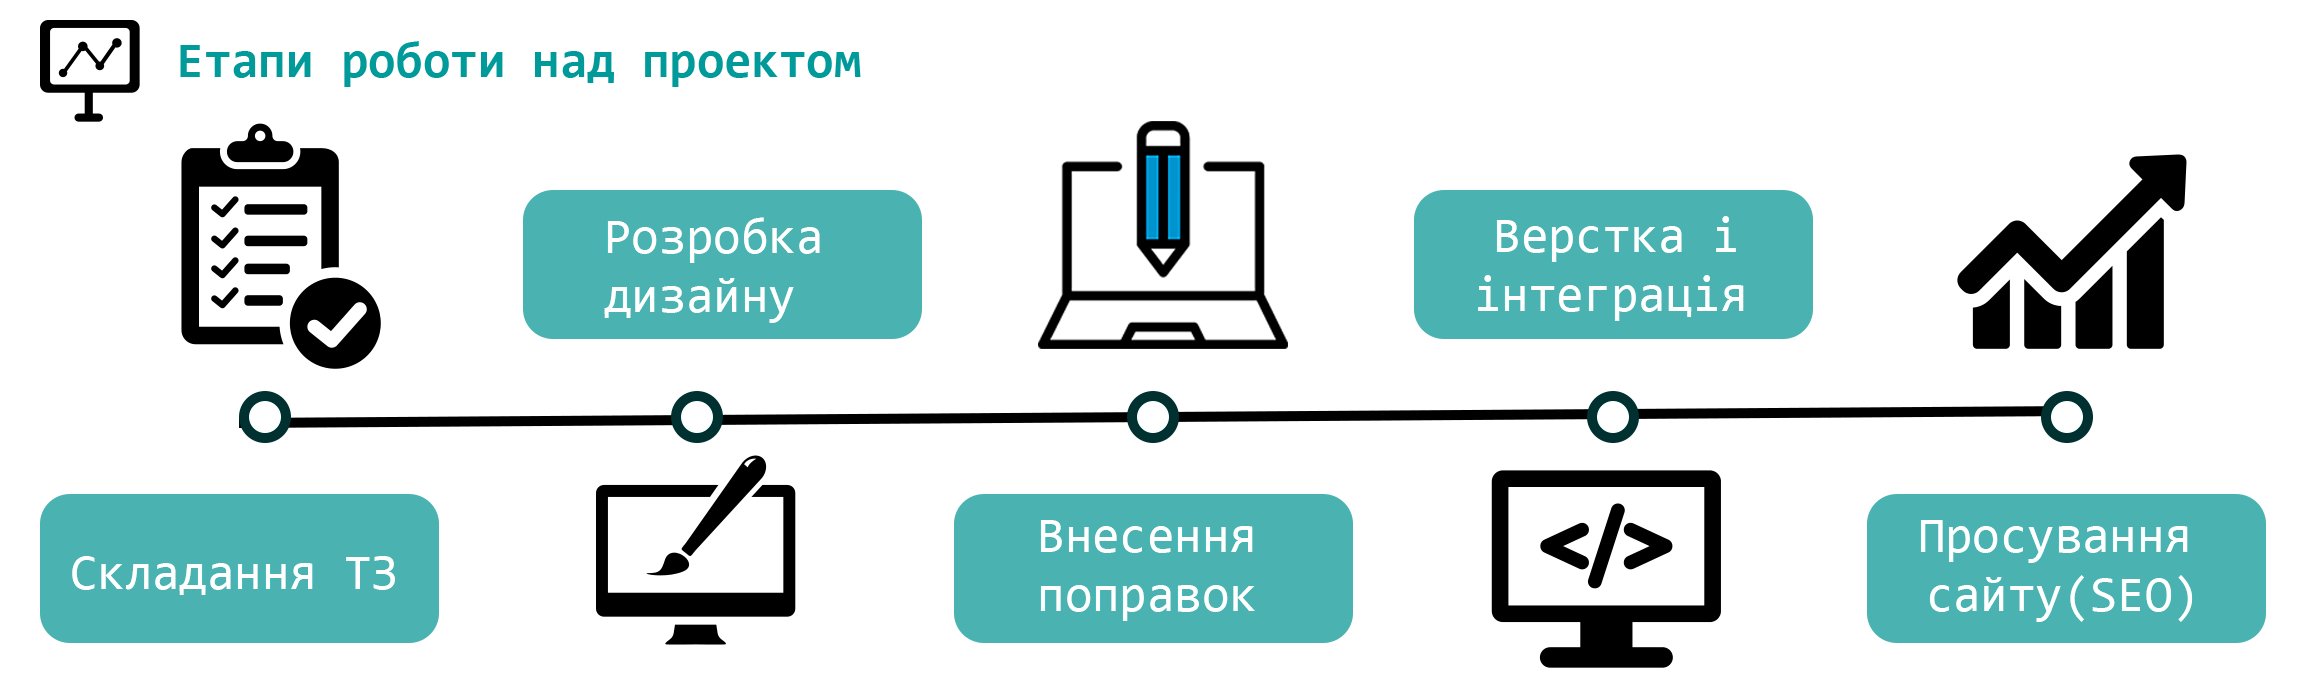 Етапи роботи над проектом
Розробка
дизайну
Верстка і
інтеграція
Складання ТЗ
Внесення
поправок
Просування
сайту(SEO)